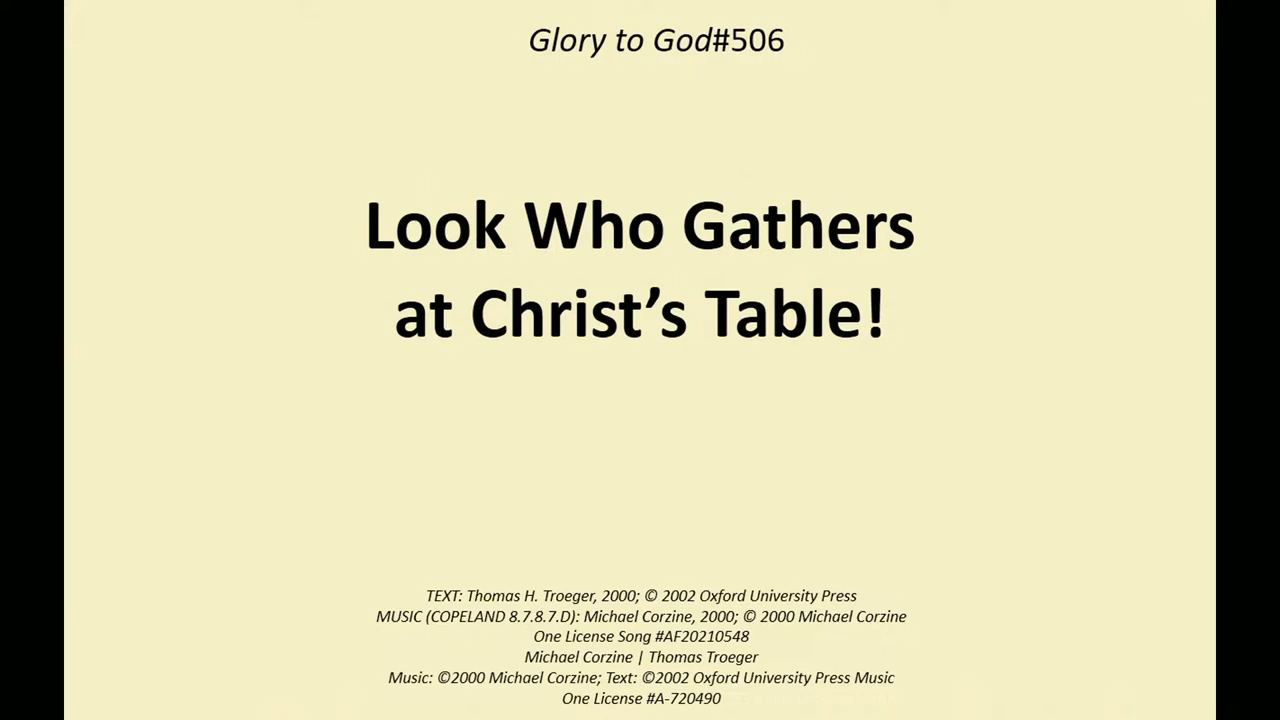 Glory to God#506
Look Who Gathers
at Christ’s Table!
TEXT: Thomas H. Troeger, 2000; © 2002 Oxford University Press
MUSIC (COPELAND 8.7.8.7.D): Michael Corzine, 2000; © 2000 Michael Corzine
One License Song #AF20210548
Michael Corzine | Thomas Troeger
Music: ©2000 Michael Corzine; Text: ©2002 Oxford University Press Music
One License #A-720490